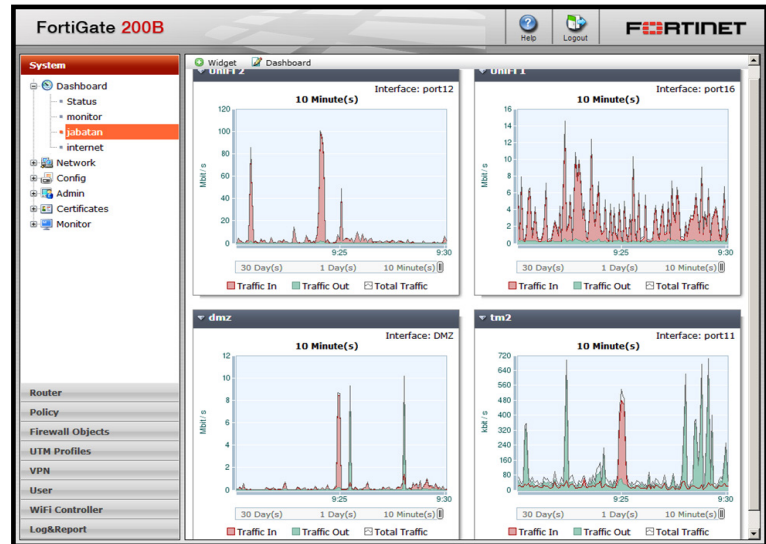 FortiGate 200B
Help
Logout
FORTINET
System
Widget
Dashboard
Dashboard
Status
monitor
jabatan
internet
Network
Config
Admin
Certificates
Monitor
Router
Policy
Firewall Objects
UTM Profiles
VPN
User
WiFi Controller
Log&Report
Interface: port12
10 Minute(s)
Mbit/s
120
100
80
60
40
20
0
9:25
9:30
30 Day(s)
1 Day(s)
10 Minute(s)
Traffic In
Traffic Out
Total Traffic
Interface: port16
10 Minute(s)
Mbit/s
16
14
12
10
8
6
4
2
0
9:25
9:30
30 Day(s)
1 Day(s)
10 Minute(s)
Traffic In
Traffic Out
Total Traffic
dmz
Interface: DMZ
10 Minute(s)
Mbit/s
12
10
8
6
4
2
0
9:25
9:30
30 Day(s)
1 Day(s)
10 Minute(s)
Traffic In
Traffic Out
Total Traffic
tm2
Interface: port11
10 Minute(s)
kbit/s
720
640
560
480
400
320
240
160
80
0
9:25
9:30
30 Day(s)
1 Day(s)
10 Minute(s)
Traffic In
Traffic Out
Total Traffic